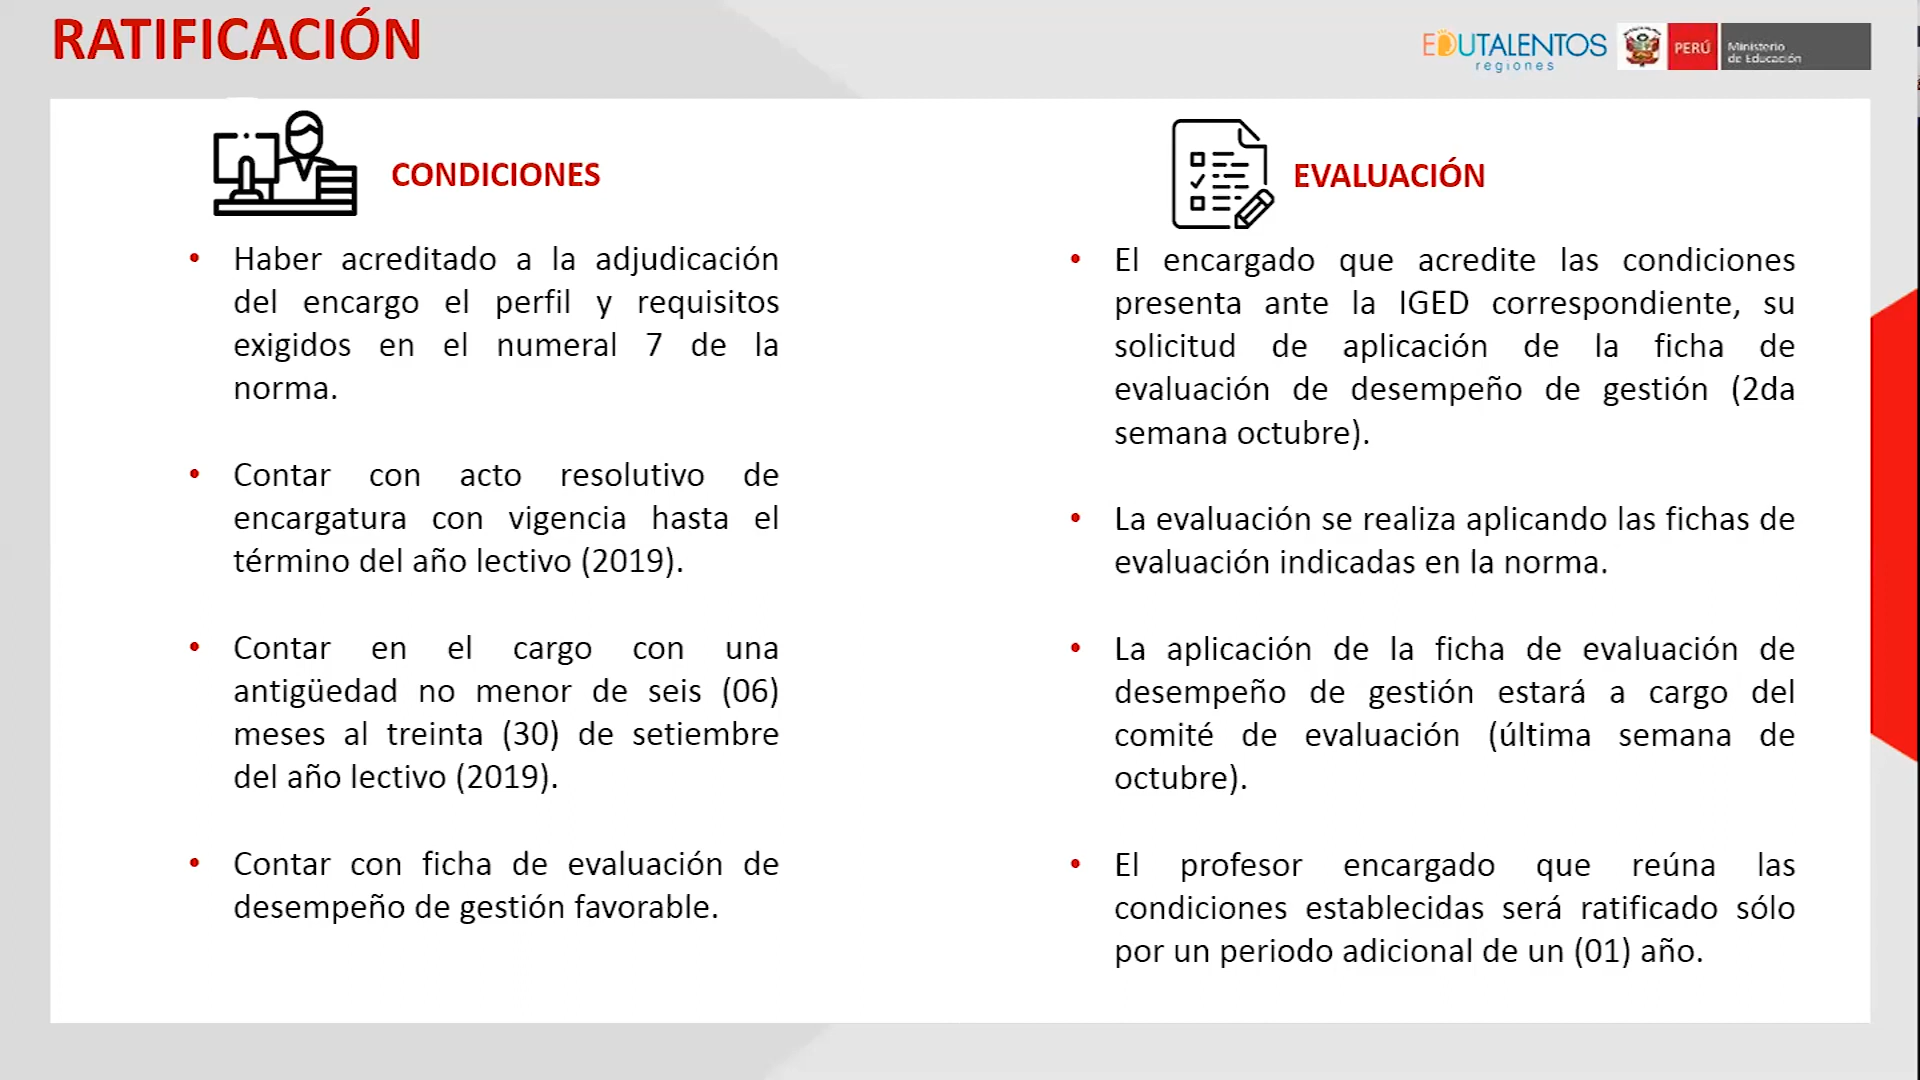 RATIFICACIÓN
EDUTALENTOS
regiones
PERÚ
Ministerio
de Educación
CONDICIONES
• Haber acreditado a la adjudicación
del encargo el perfil y requisitos
exigidos en el numeral 7 de la
norma.
• Contar con acto resolutivo de
encargatura con vigencia hasta el
término del año lectivo (2019).
• Contar en el cargo con una
antigüedad no menor de seis (06)
meses al treinta (30) de setiembre
del año lectivo (2019).
• Contar con ficha de evaluación de
desempeño de gestión favorable.
EVALUACIÓN
• El encargado que acredite las condiciones
presenta ante la IGED correspondiente, su
solicitud de aplicación de la ficha de
evaluación de desempeño de gestión (2da
semana octubre).
• La evaluación se realiza aplicando las fichas de
evaluación indicadas en la norma.
• La aplicación de la ficha de evaluación de
desempeño de gestión estará a cargo del
comité de evaluación (última semana de
octubre).
• El profesor encargado que reúna las
condiciones establecidas será ratificado sólo
por un periodo adicional de un (01) año.